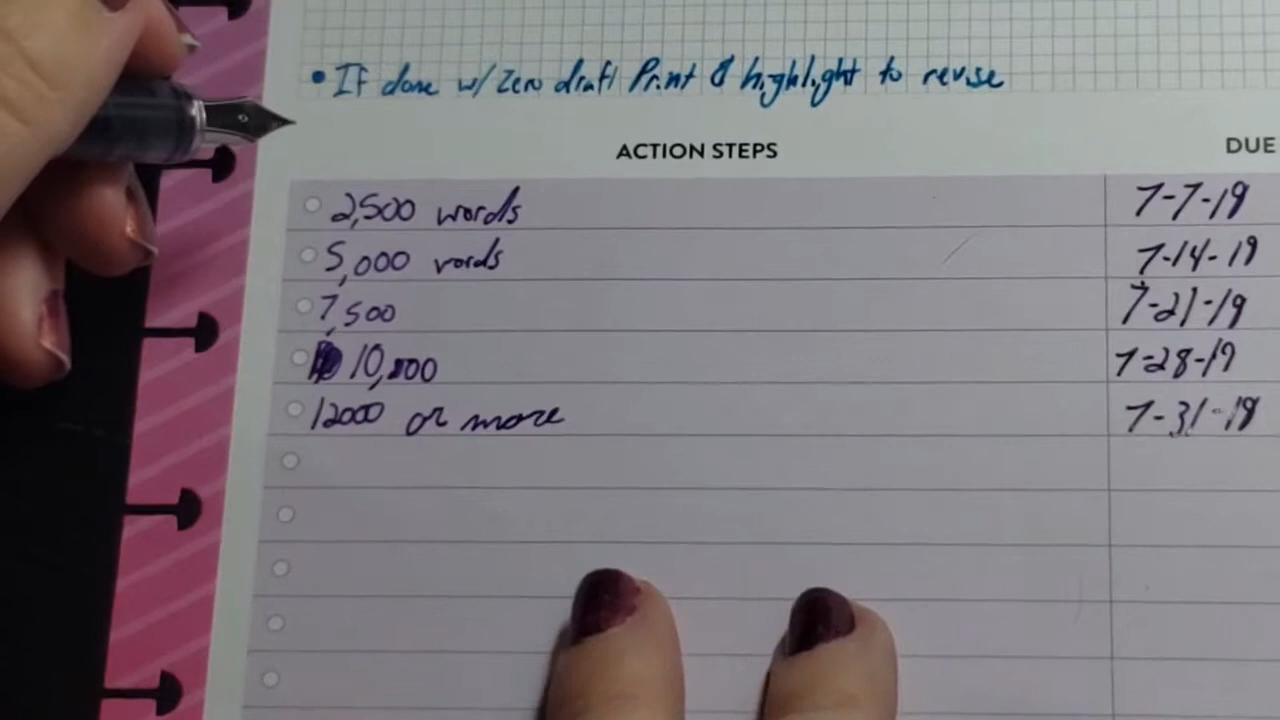 • If done w/ Zero draft Print & highlight to revise
ACTION STEPS DUE
2,500 words 7-7-19
5,000 words 7-14-19
7,500 7-21-19
10,000 7-28-19
12000 or more 7-31-19